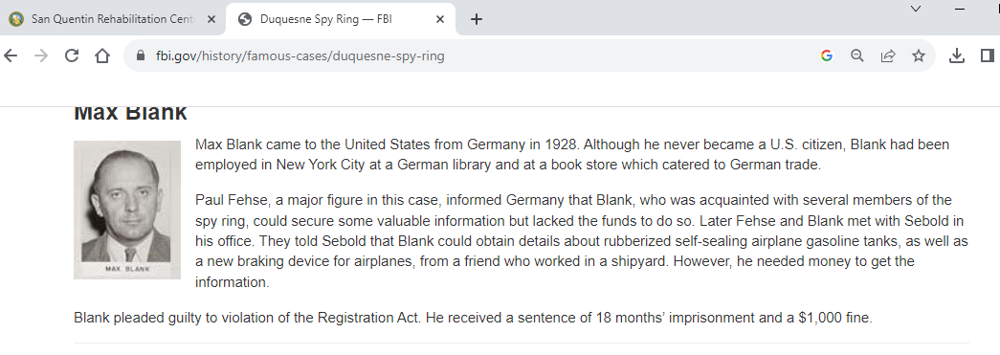 San Quentin Rehabilitation Cent
Duquesne Spy Ring — FBI
fbi.gov/history/famous-cases/duquesne-spy-ring
Max Blank
Max Blank came to the United States from Germany in 1928. Although he never became a U.S. citizen, Blank had been
employed in New York City at a German library and at a book store which catered to German trade.
Paul Fehse, a major figure in this case, informed Germany that Blank, who was acquainted with several members of the
spy ring, could secure some valuable information but lacked the funds to do so. Later Fehse and Blank met with Sebold in
his office. They told Sebold that Blank could obtain details about rubberized self-sealing airplane gasoline tanks, as well as
a new braking device for airplanes, from a friend who worked in a shipyard. However, he needed money to get the
information.
MAX BLANK
Blank pleaded guilty to violation of the Registration Act. He received a sentence of 18 months’ imprisonment and a $1,000 fine.